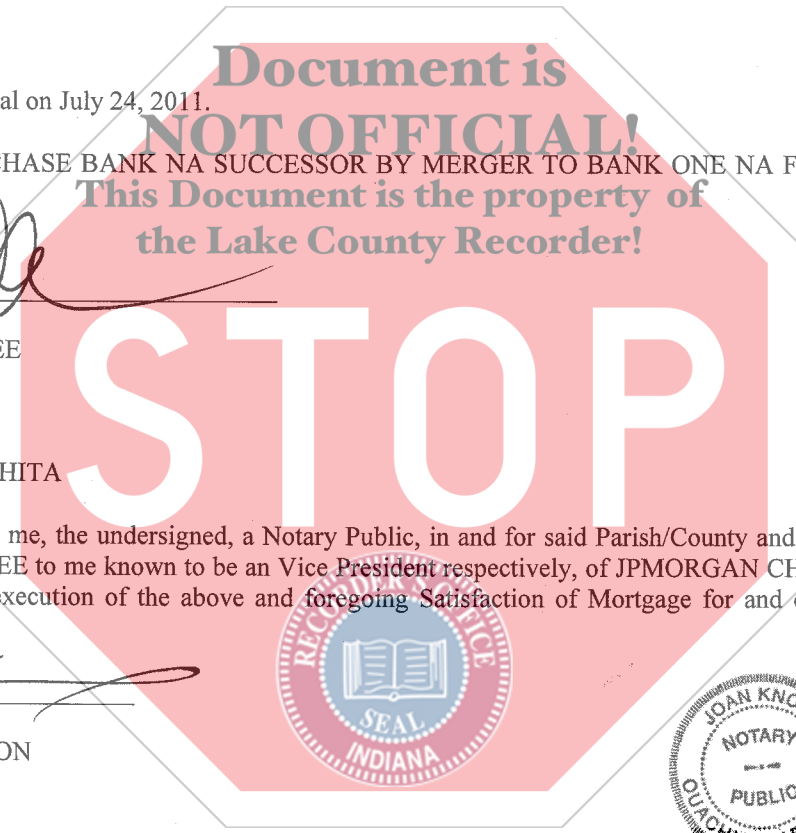 Document is
al on July 24, 2011.
NOT OFFICIAL!
CHASE BANK NA SUCCESSOR BY MERGER TO BANK ONE NA F
This Document is the property of
the Lake County Recorder!
EE
STOP
HITA
me, the undersigned, a Notary Public, in and for said Parish/County and
EE to me known to be an Vice President respectively, of JPMORGAN CH
execution of the above and foregoing Satisfaction of Mortgage for and
RECORDER'S OFFICE
SEAL
INDIANA
ON
JOAN KNO
NOTARY
PUBLIC
OUACH